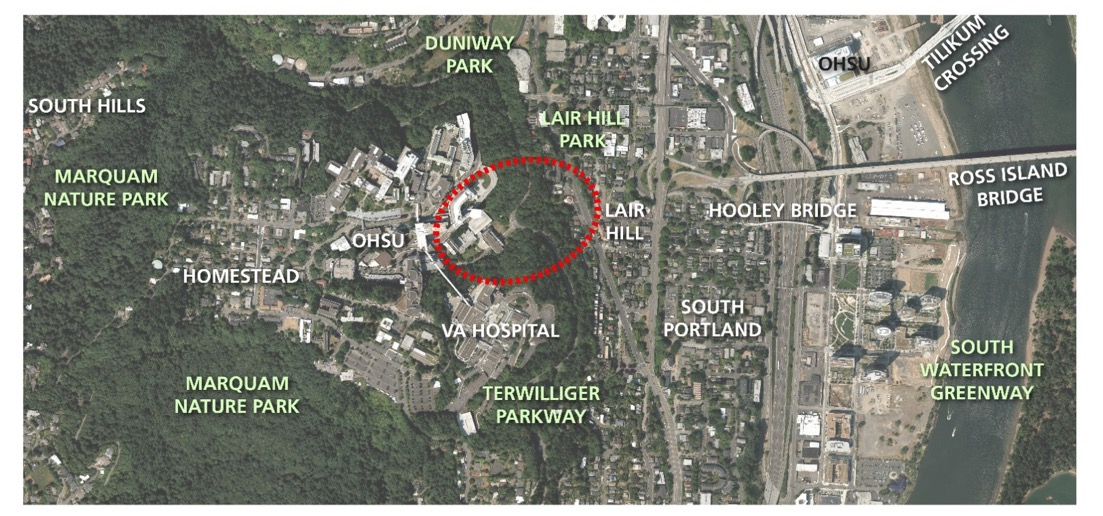 DUNIWAY
PARK
OHSU
TILIKUM
CROSSING
SOUTH HILLS
LAIR HILL
PARK
MARQUAM
NATURE PARK
ROSS ISLAND
BRIDGE
LAIR
HILL
HOOLEY BRIDGE
OHSU
HOMESTEAD
VA HOSPITAL
SOUTH
PORTLAND
SOUTH
WATERFRONT
GREENWAY
MARQUAM
NATURE PARK
TERWILLIGER
PARKWAY